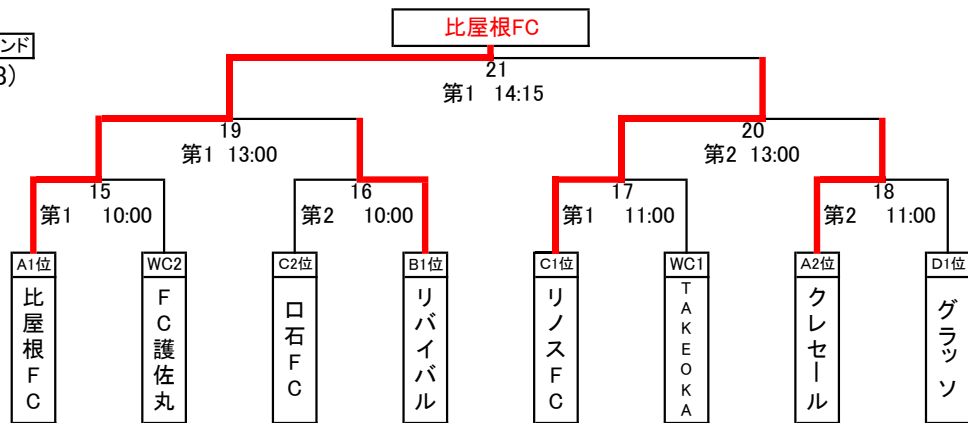 比屋根FC
ンド
3)
21
第1 14:15
19
第1 13:00
20
第2 13:00
15
第1 10:00
16
第2 10:00
17
第1 11:00
18
第2 11:00
A1位
WC2
C2位
B1位
C1位
WC1
A2位
D1位
比屋根FC
FC護佐丸
口石FC
リバイバル
リノスFC
TAKEOKA
クレセール
グラッソ